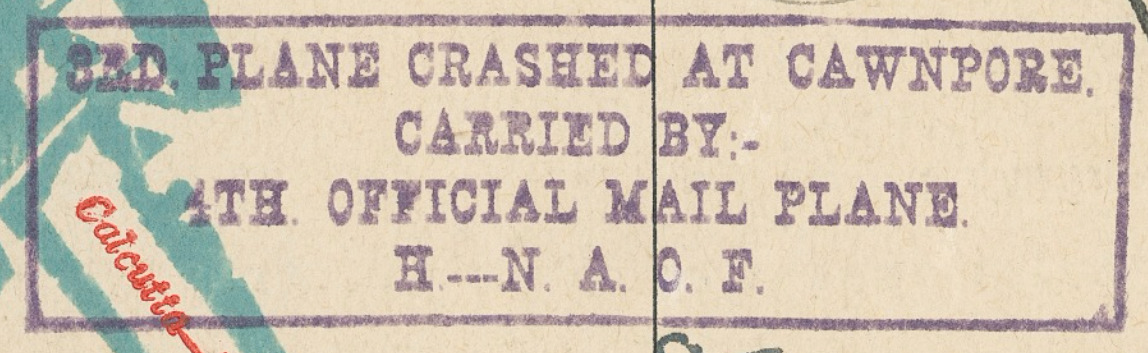 3RD. PLANE CRASHED AT CAWNPORE.
CARRIED BY:-
4TH. OFFICIAL MAIL PLANE.
H.---N. A. O. F.
Calcutta